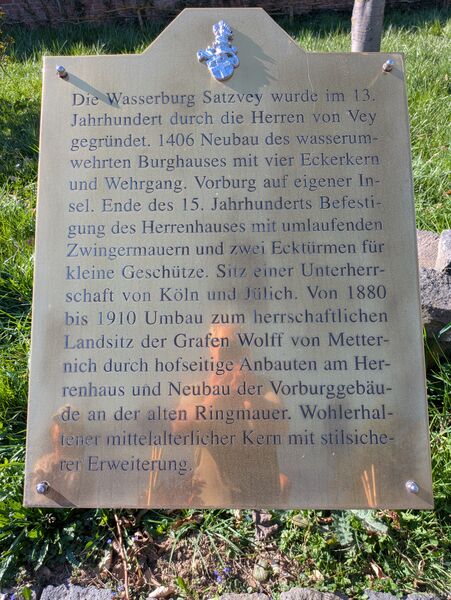 Die Wasserburg Satzvey wurde im 13.
Jahrhundert durch die Herren von Vey
gegründet. 1406 Neubau des wasserum-
wehrten Burghauses mit vier Eckerkern
und Wehrgang. Vorburg auf eigener In-
sel. Ende des 15. Jahrhunderts Befesti-
gung des Herrenhauses mit umlaufenden
Zwingermauern und zwei Ecktürmen für
kleine Geschütze. Sitz einer Unterherr-
schaft von Köln und Jülich. Von 1880
bis 1910 Umbau zum herrschaftlichen
Landsitz der Grafen Wolff von Metter-
nich durch hofseitige Anbauten am Her-
renhaus und Neubau der Vorburggebäu-
de an der alten Ringmauer. Wohlerhal-
tener mittelalterlicher Kern mit stilsiche-
rer Erweiterung.